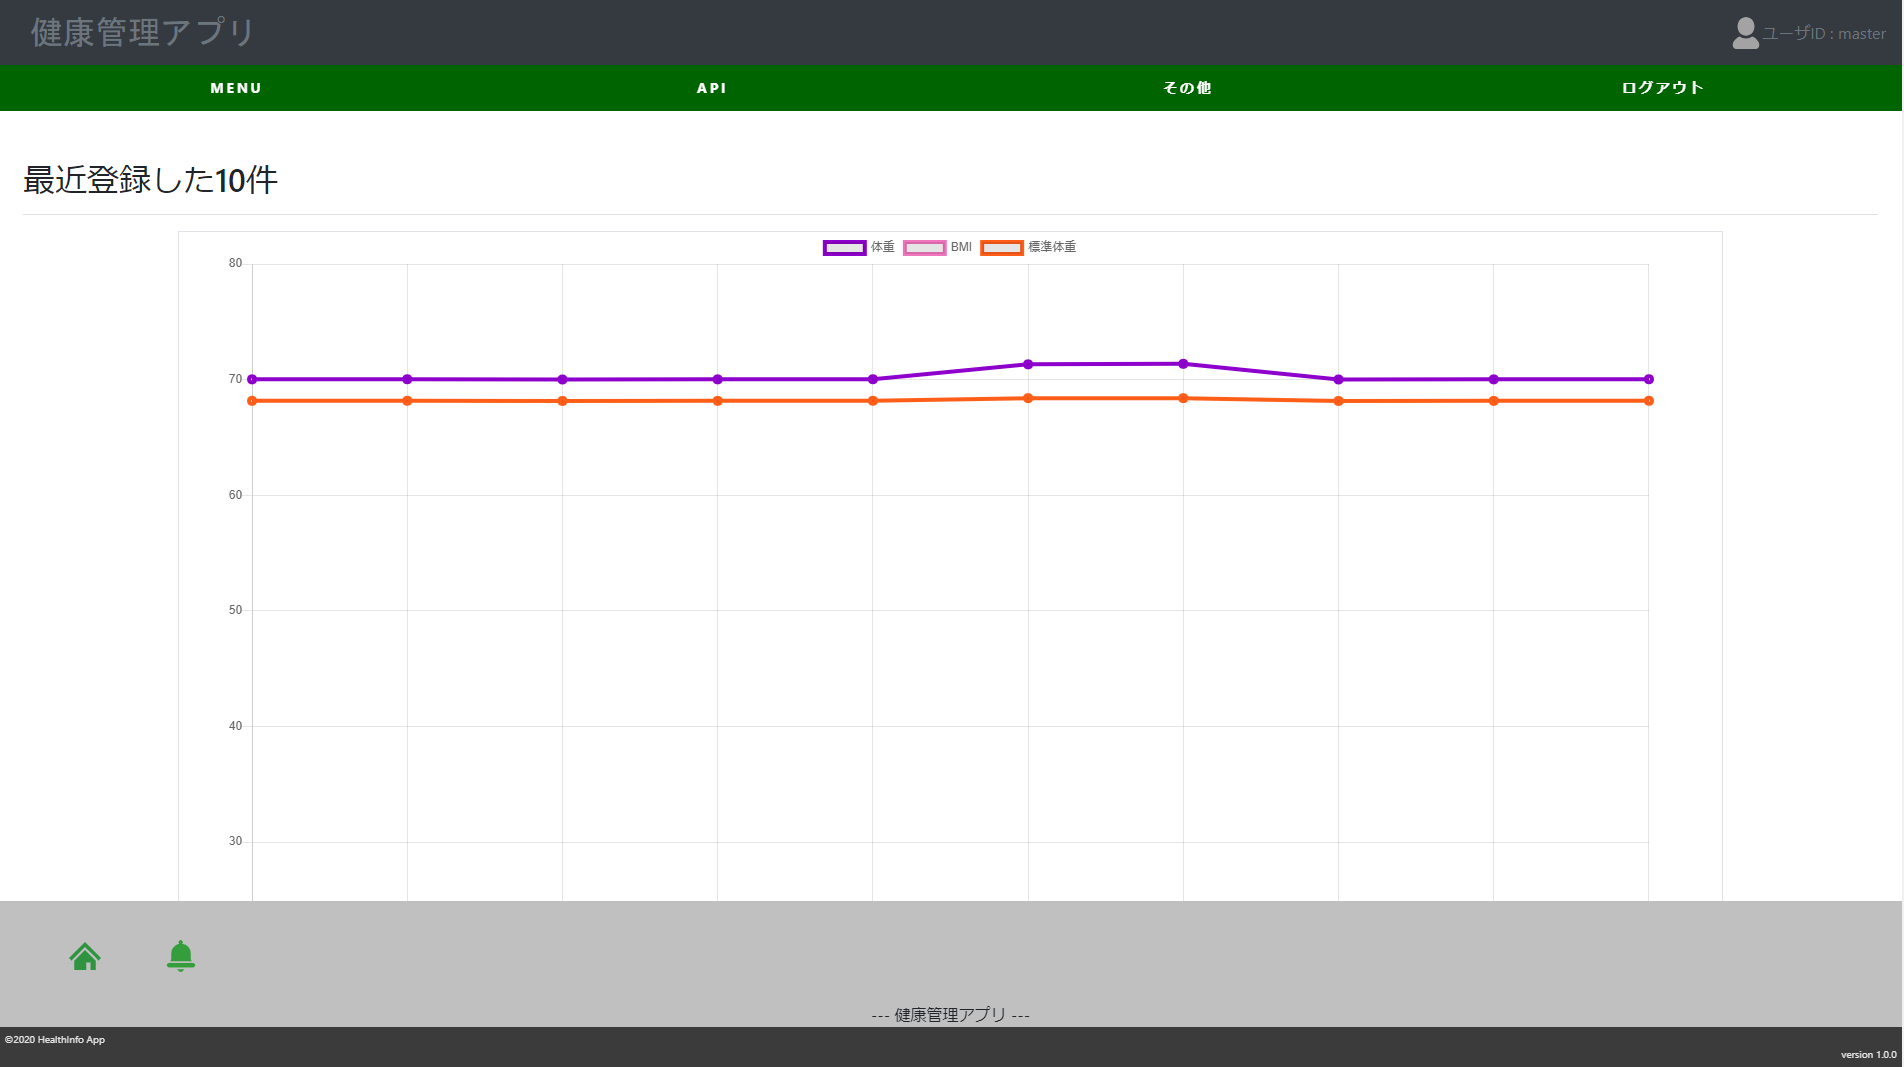 健康管理アプリ
ユーザID : master
MENU
API
その他
ログアウト
最近登録した10件
体重 BMI 標準体重
80
70
60
50
40
30
--- 健康管理アプリ ---
©2020 HealthInfo App
version 1.0.0